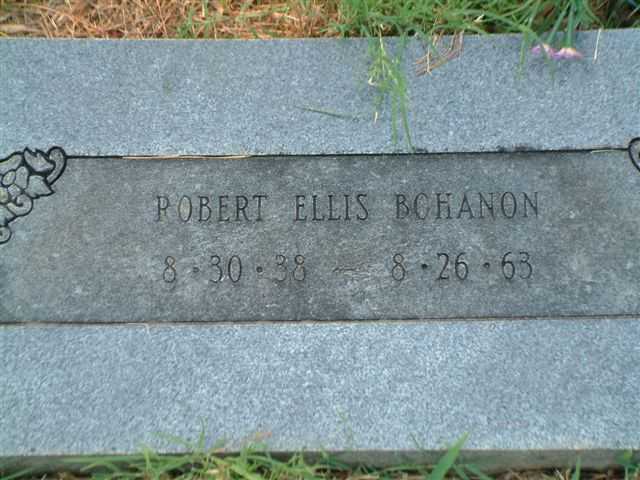 ROBERT ELLIS BOHANON
8·30·38 — 8·26·63